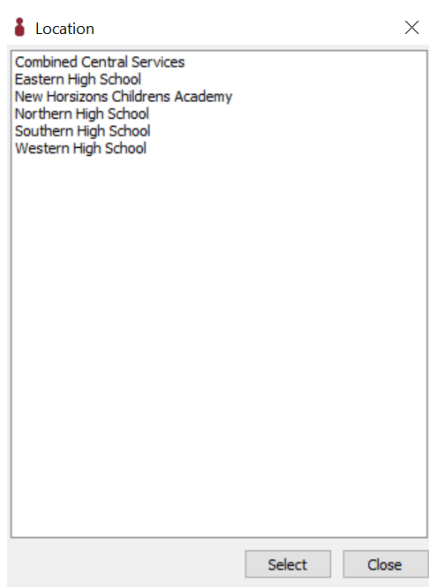 Location
Combined Central Services
Eastern High School
New Horsizons Childrens Academy
Northern High School
Southern High School
Western High School
Select Close